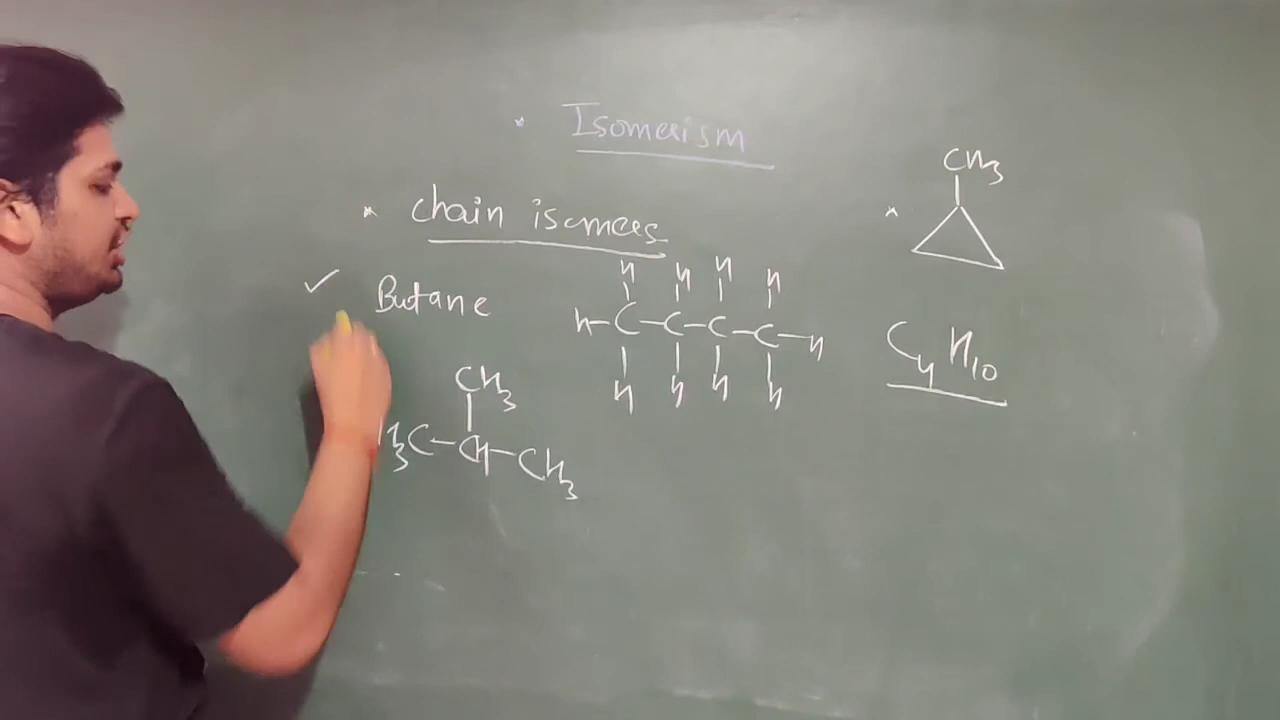 * Isomerism
* chain isomers
✓ Butane
H H H H
H-C-C-C-C-H
H H H H
CH3
H3C-CH-CH3
* CH3
C4H10